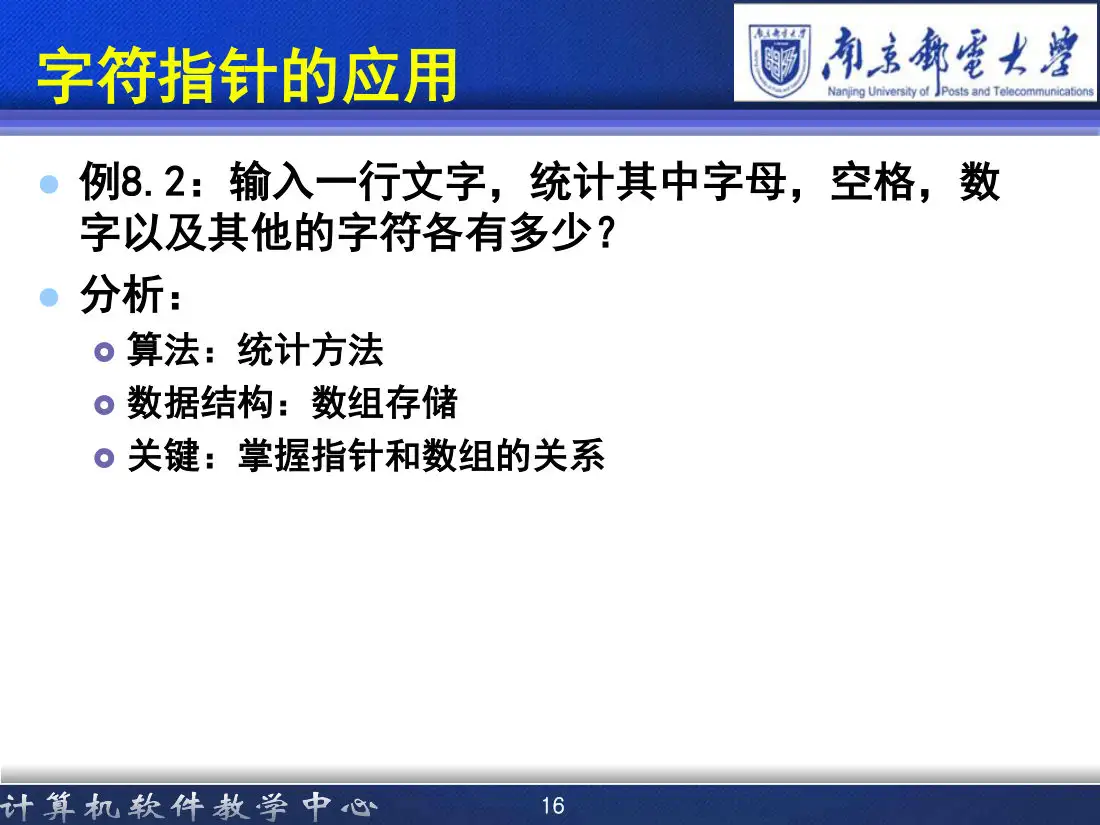 字符指针的应用
南京邮电大学
Nanjing University of Posts and Telecommunications
例8.2：输入一行文字，统计其中字母，空格，数
字以及其他的字符各有多少？
分析：
算法：统计方法
数据结构：数组存储
关键：掌握指针和数组的关系
计算机软件教学中心
16